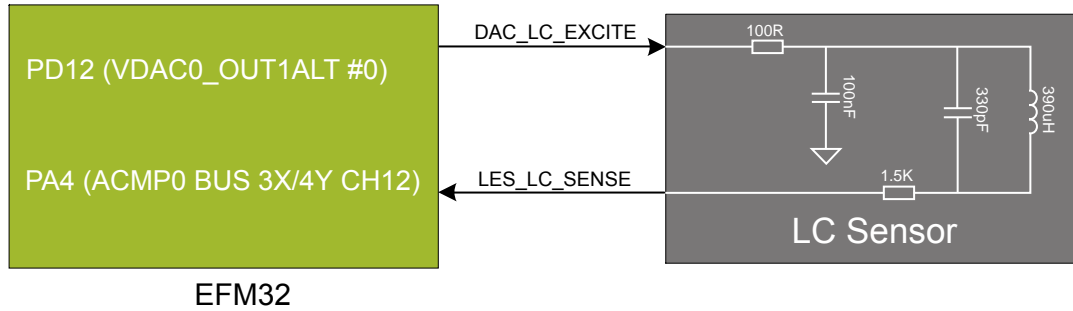 DAC_LC_EXCITE
PD12 (VDAC0_OUT1ALT #0)
100R
100nF
330pF
390uH
PA4 (ACMP0 BUS 3X/4Y CH12)
LES_LC_SENSE
1.5K
LC Sensor
EFM32